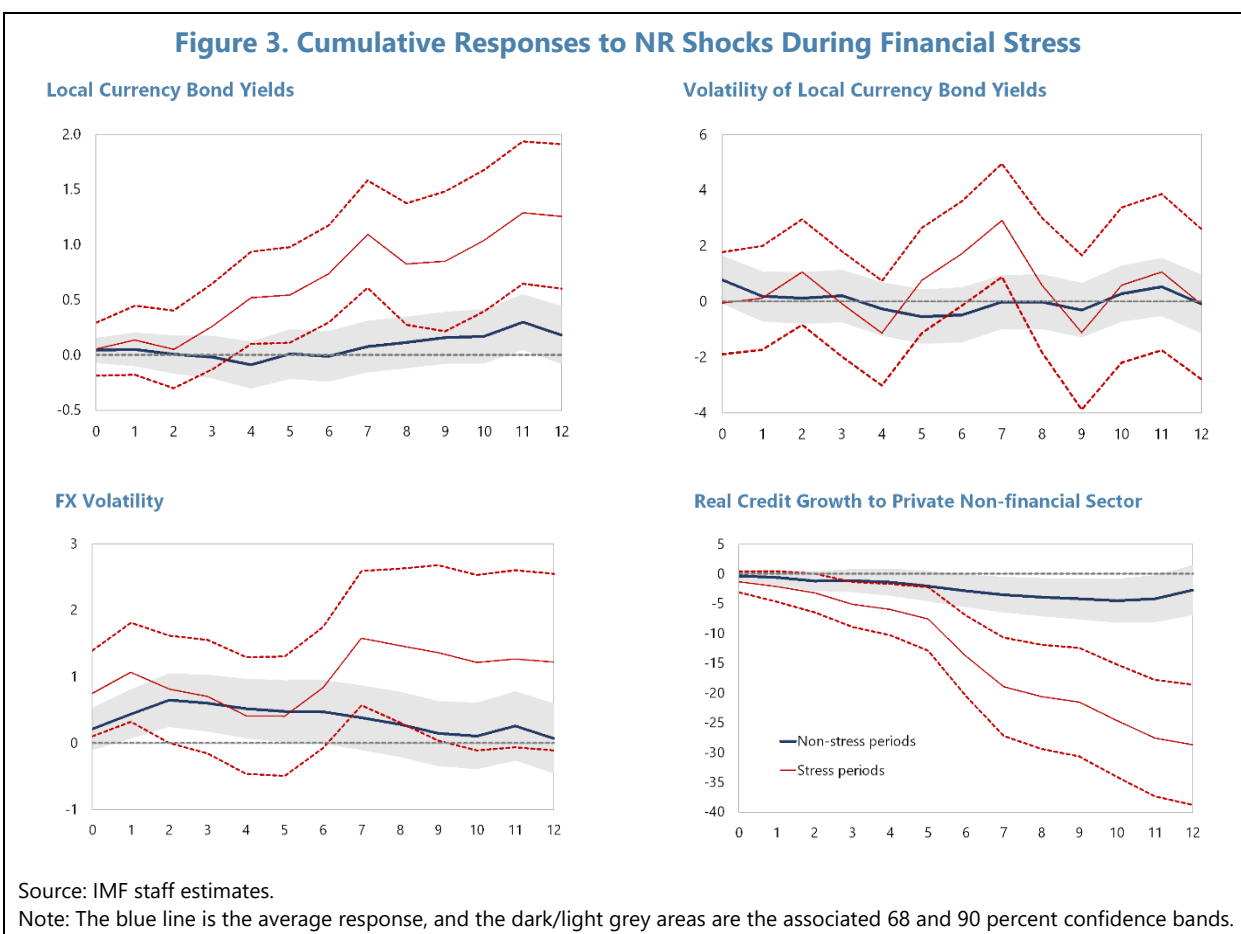 Figure 3. Cumulative Responses to NR Shocks During Financial Stress
Local Currency Bond Yields
2.0
1.5
1.0
0.5
0.0
-0.5
0 1 2 3 4 5 6 7 8 9 10 11 12
Volatility of Local Currency Bond Yields
6
4
2
0
-2
-4
0 1 2 3 4 5 6 7 8 9 10 11 12
FX Volatility
3
2
1
0
-1
0 1 2 3 4 5 6 7 8 9 10 11 12
Real Credit Growth to Private Non-financial Sector
5
0
-5
-10
-15
-20
-25
-30
-35
-40
Non-stress periods
Stress periods
0 1 2 3 4 5 6 7 8 9 10 11 12
Source: IMF staff estimates.
Note: The blue line is the average response, and the dark/light grey areas are the associated 68 and 90 percent confidence bands.